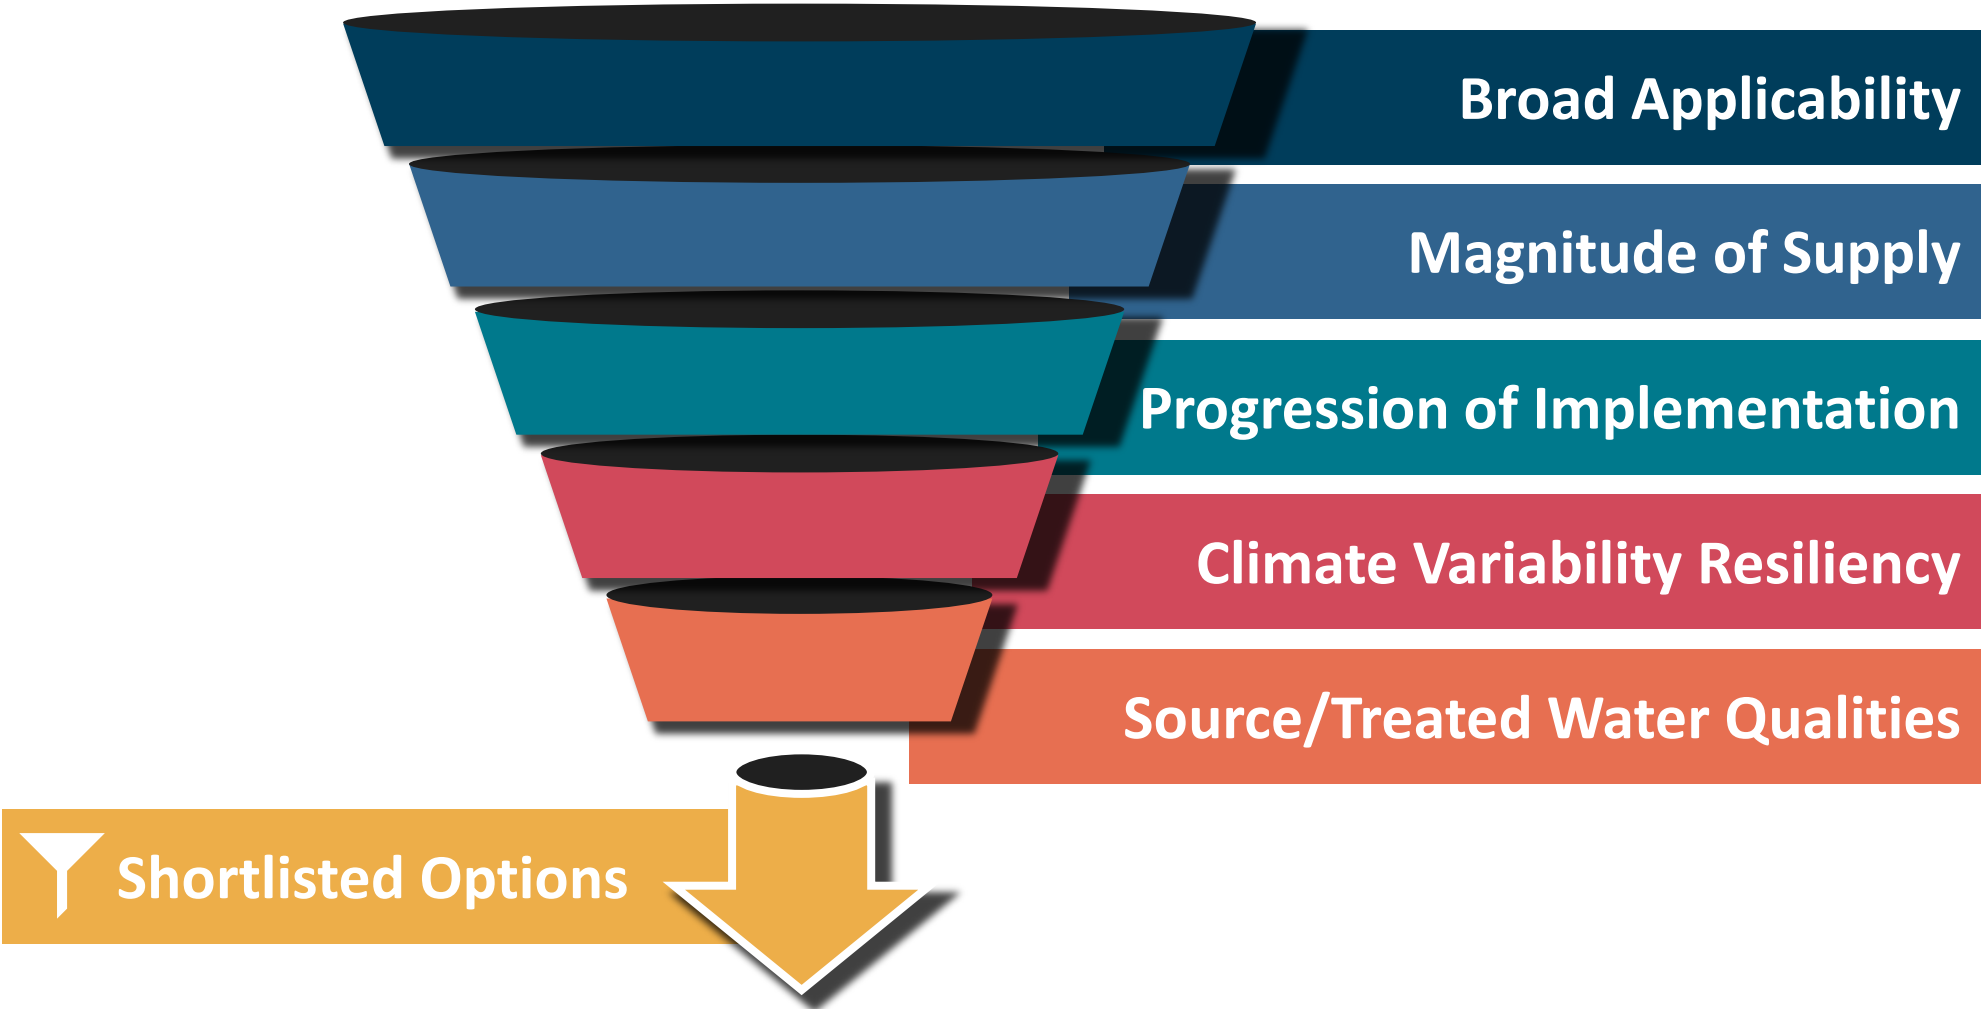 Broad Applicability
Magnitude of Supply
Progression of Implementation
Climate Variability Resiliency
Source/Treated Water Qualities
Shortlisted Options